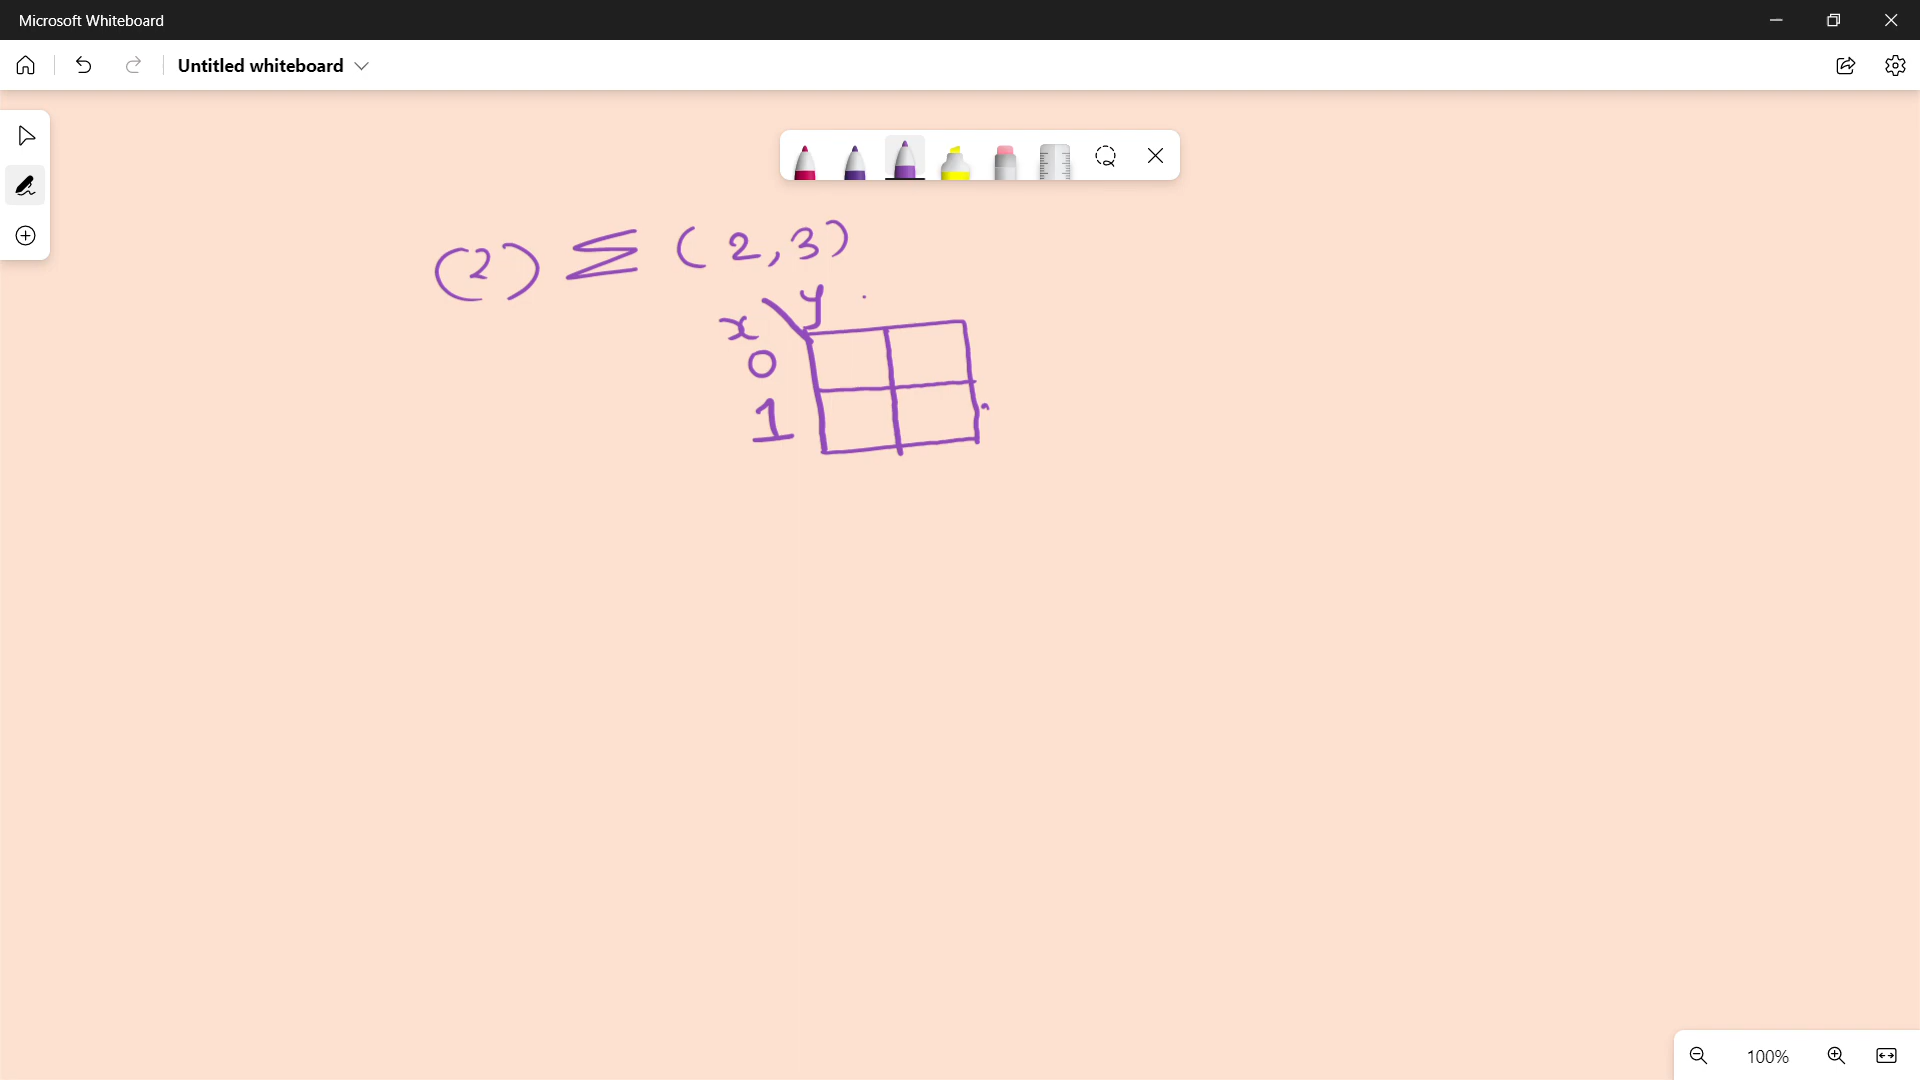 Microsoft Whiteboard
Untitled whiteboard
(2) Σ (2,3)
y
x
0
1
100%